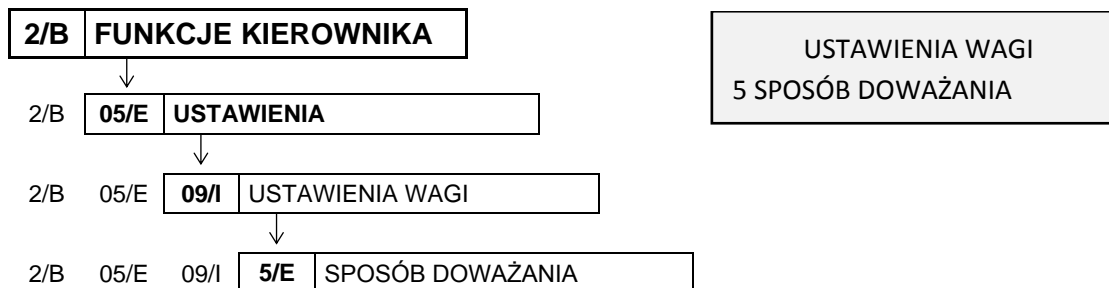 2/B FUNKCJE KIEROWNIKA
2/B 05/E USTAWIENIA
2/B 05/E 09/I USTAWIENIA WAGI
2/B 05/E 09/I 5/E SPOSÓB DOWAŻANIA
USTAWIENIA WAGI
5 SPOSÓB DOWAŻANIA